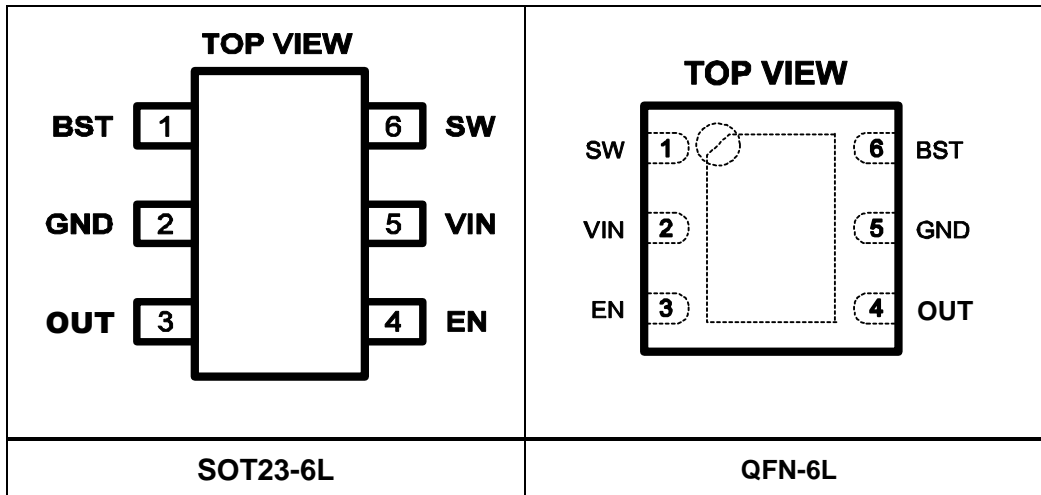 TOP VIEW
BST 1 6 SW
GND 2 5 VIN
OUT 3 4 EN
SOT23-6L
TOP VIEW
SW 1 6 BST
VIN 2 5 GND
EN 3 4 OUT
QFN-6L